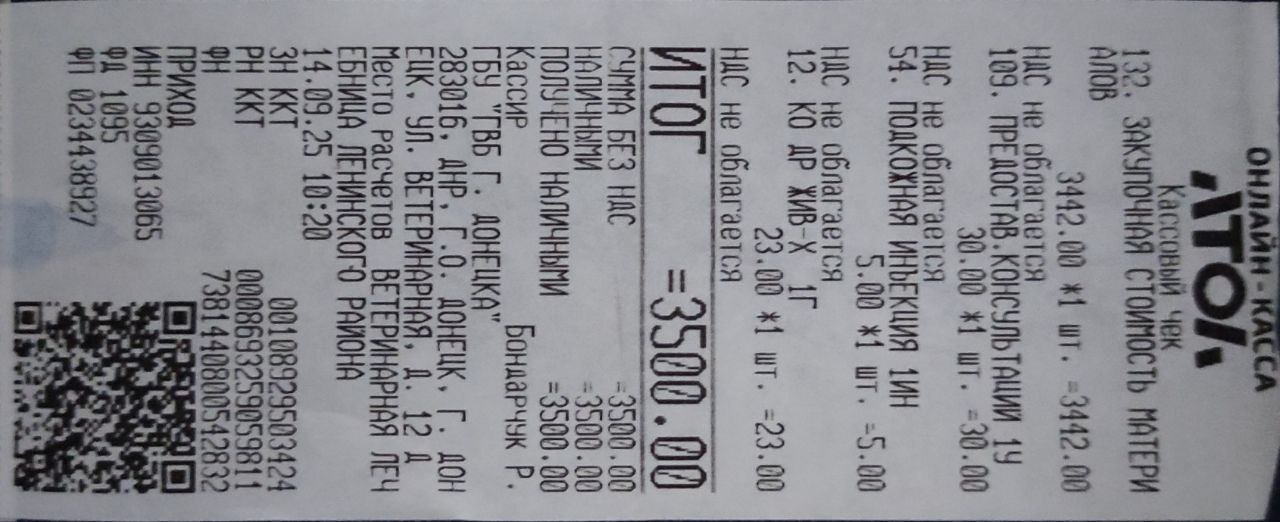 ОНЛАЙН-КАССА
АТОЛ
Кассовый чек
132. ЗАКУПОЧНАЯ СТОИМОСТЬ МАТЕРИ
АЛОВ
3442.00 *1 шт. =3442.00
НДС не облагается
109. ПРЕДОСТАВ.КОНСУЛЬТАЦИЙ 1Ч
30.00 *1 шт. =30.00
НДС не облагается
54. ПОДКОЖНАЯ ИНЪЕКЦИЯ 1ИН
5.00 *1 шт. =5.00
НДС не облагается
12. КО ДР ЖИВ-Х 1Г
23.00 *1 шт. =23.00
НДС не облагается
ИТОГ =3500.00
СУММА БЕЗ НДС =3500.00
НАЛИЧНЫМИ =3500.00
ПОЛУЧЕНО НАЛИЧНЫМИ =3500.00
Кассир Бондарчук Р.
ГБУ "ГВБ Г. ДОНЕЦКА"
283016, ДНР, Г.О. ДОНЕЦК, Г. ДОН
ЕЦК, УЛ. ВЕТЕРИНАРНАЯ, Д. 12 Д
Место расчетов ВЕТЕРИНАРНАЯ ЛЕЧ
ЕБНИЦА ЛЕНИНСКОГО РАЙОНА
14.09.25 10:20
ЗН ККТ 00108929503424
РН ККТ 0008693259059811
ФН 7381440800542832
ПРИХОД
ИНН 9309013065
ФД 1095
ФП 0234438927